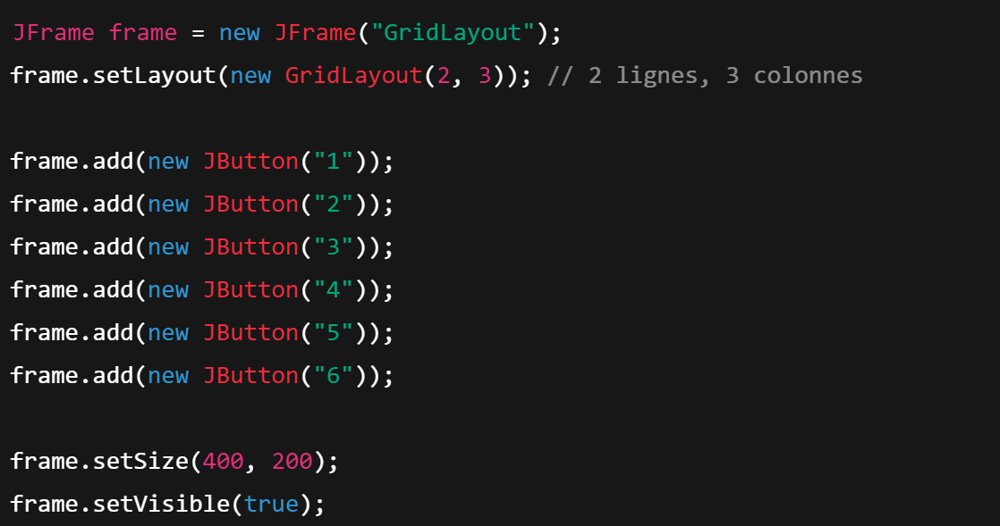 JFrame frame = new JFrame("GridLayout");
frame.setLayout(new GridLayout(2, 3)); // 2 lignes, 3 colonnes
frame.add(new JButton("1"));
frame.add(new JButton("2"));
frame.add(new JButton("3"));
frame.add(new JButton("4"));
frame.add(new JButton("5"));
frame.add(new JButton("6"));
frame.setSize(400, 200);
frame.setVisible(true);